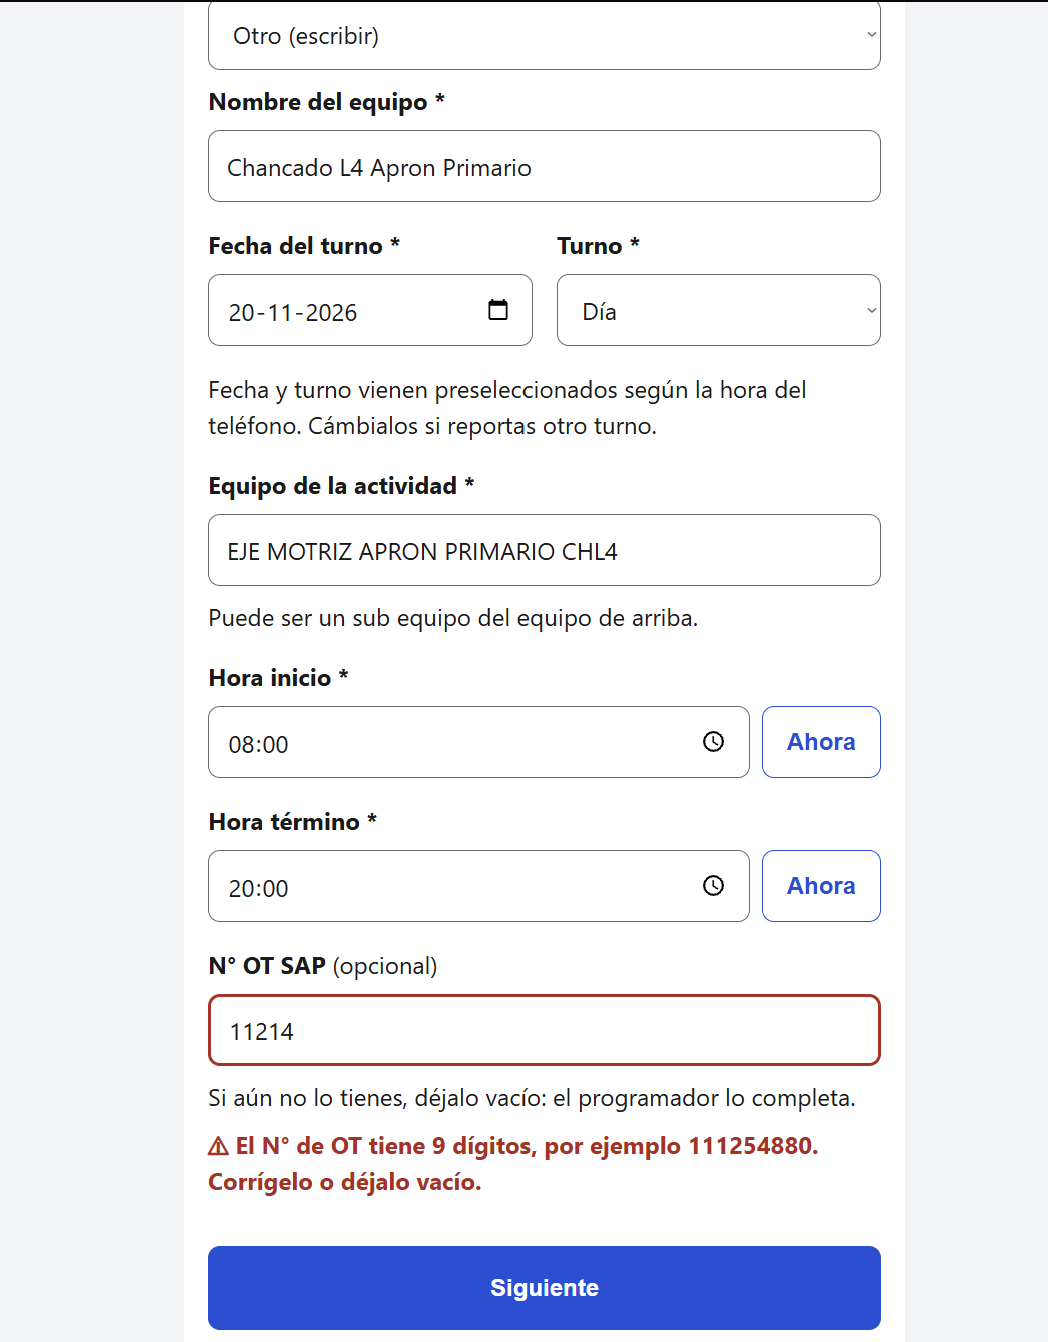 Otro (escribir)
Nombre del equipo *
Chancado L4 Apron Primario
Fecha del turno *
Turno *
20-11-2026
Día
Fecha y turno vienen preseleccionados según la hora del
teléfono. Cámbialos si reportas otro turno.
Equipo de la actividad *
EJE MOTRIZ APRON PRIMARIO CHL4
Puede ser un sub equipo del equipo de arriba.
Hora inicio *
08:00
Ahora
Hora término *
20:00
Ahora
N° OT SAP (opcional)
11214
Si aún no lo tienes, déjalo vacío: el programador lo completa.
⚠ El N° de OT tiene 9 dígitos, por ejemplo 111254880.
Corrígelo o déjalo vacío.
Siguiente